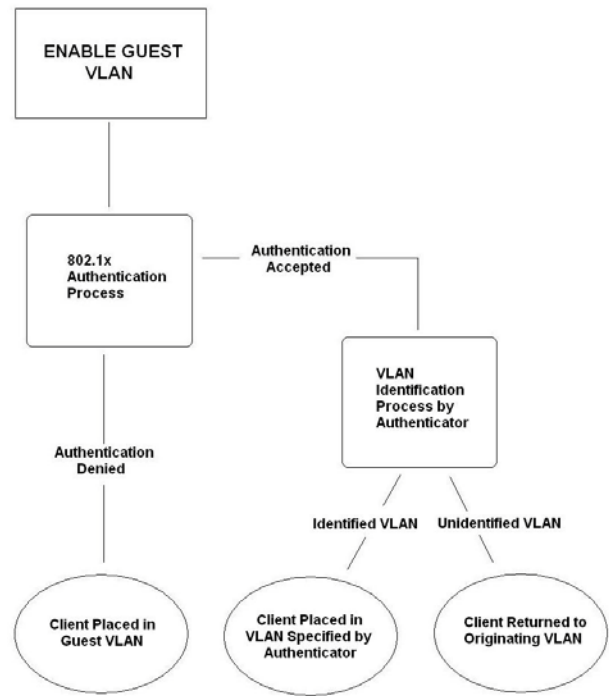 ENABLE GUEST
VLAN
802.1x
Authentication
Process
Authentication
Accepted
VLAN
Identification
Process by
Authenticator
Authentication
Denied
Identified VLAN
Unidentified VLAN
Client Placed in
Guest VLAN
Client Placed in
VLAN Specified by
Authenticator
Client Returned to
Originating VLAN